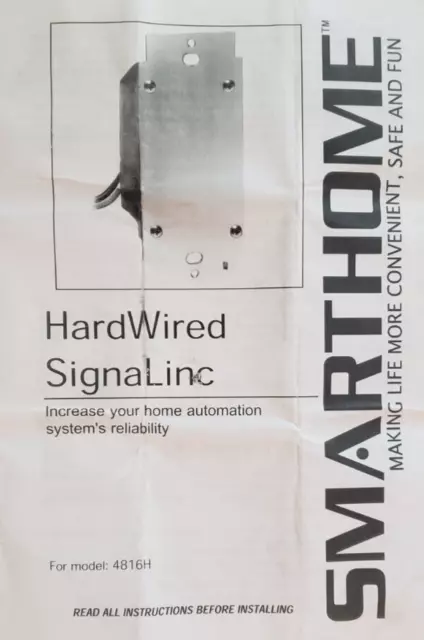 HardWired
SignaLinc
Increase your home automation
system's reliability
For model: 4816H
READ ALL INSTRUCTIONS BEFORE INSTALLING
SMARTHOME™
MAKING LIFE MORE CONVENIENT, SAFE AND FUN